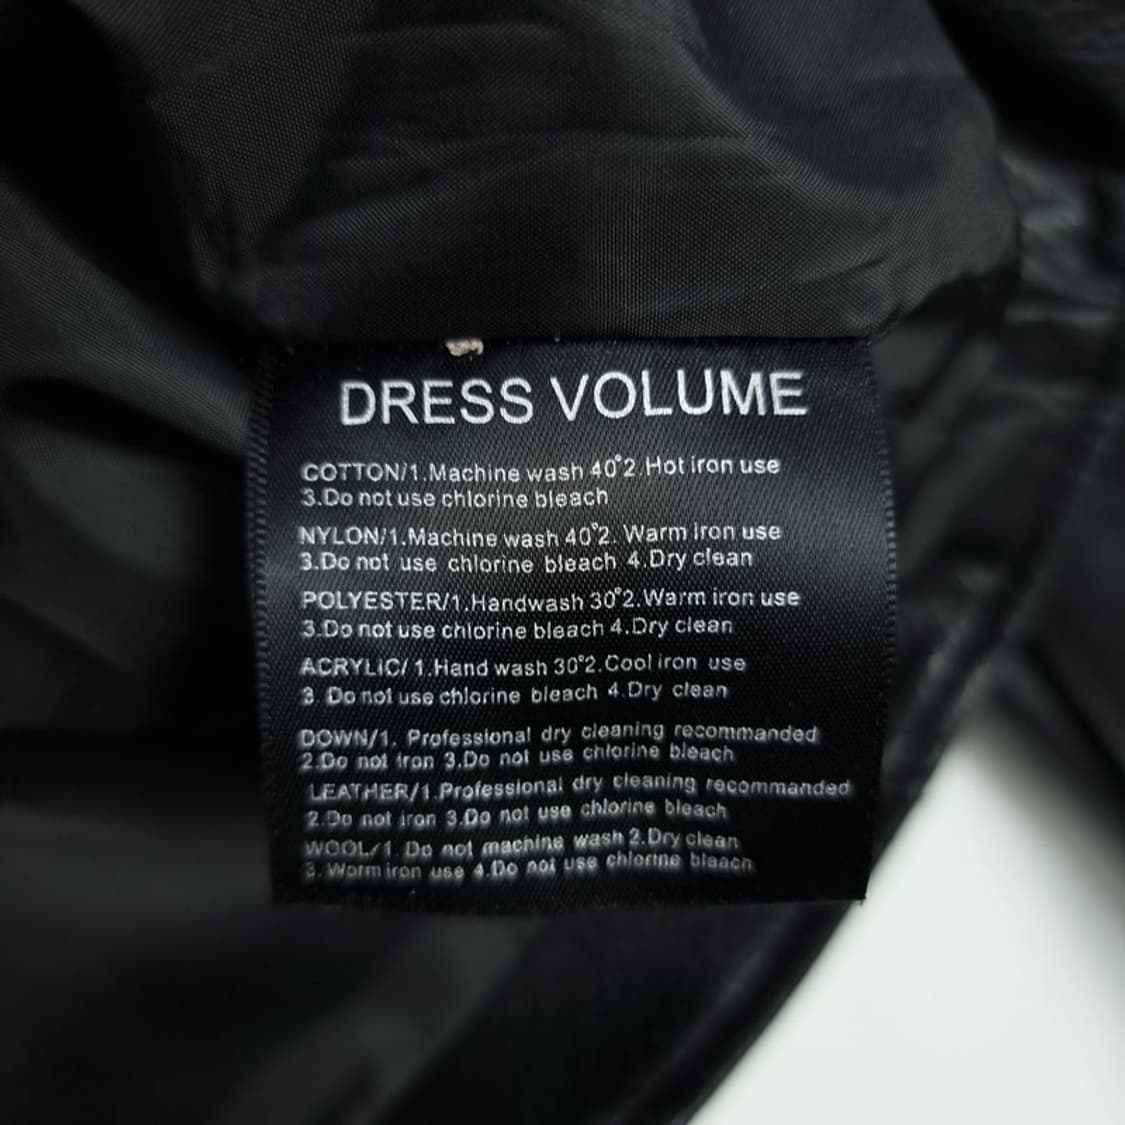 DRESS VOLUME
COTTON/1.Machine wash 40°2 Hot iron use
3.Do not use chlorine bleach
NYLON/1.Machine wash 40°2. Warm iron use
3.Do not use chlorine bleach 4.Dry clean
POLYESTER/1.Handwash 30°2.Warm iron use
3.Do not use chlorine bleach 4.Dry clean
ACRYLIC/ 1.Hand wash 30°2.Cool iron use
3 Do not use chlorine bleach 4.Dry clean
DOWN/1. Professional dry cleaning recommanded
2.Do not iron 3.Do not use chlorine bleach
LEATHER/1.Professional dry cleaning recommanded
2.Do not iron 3.Do not use chlorine bleach
WOOL/1.Do not machine wash 2.Dry clean
3.Worm iron use 4.Do not use chlorine bleach